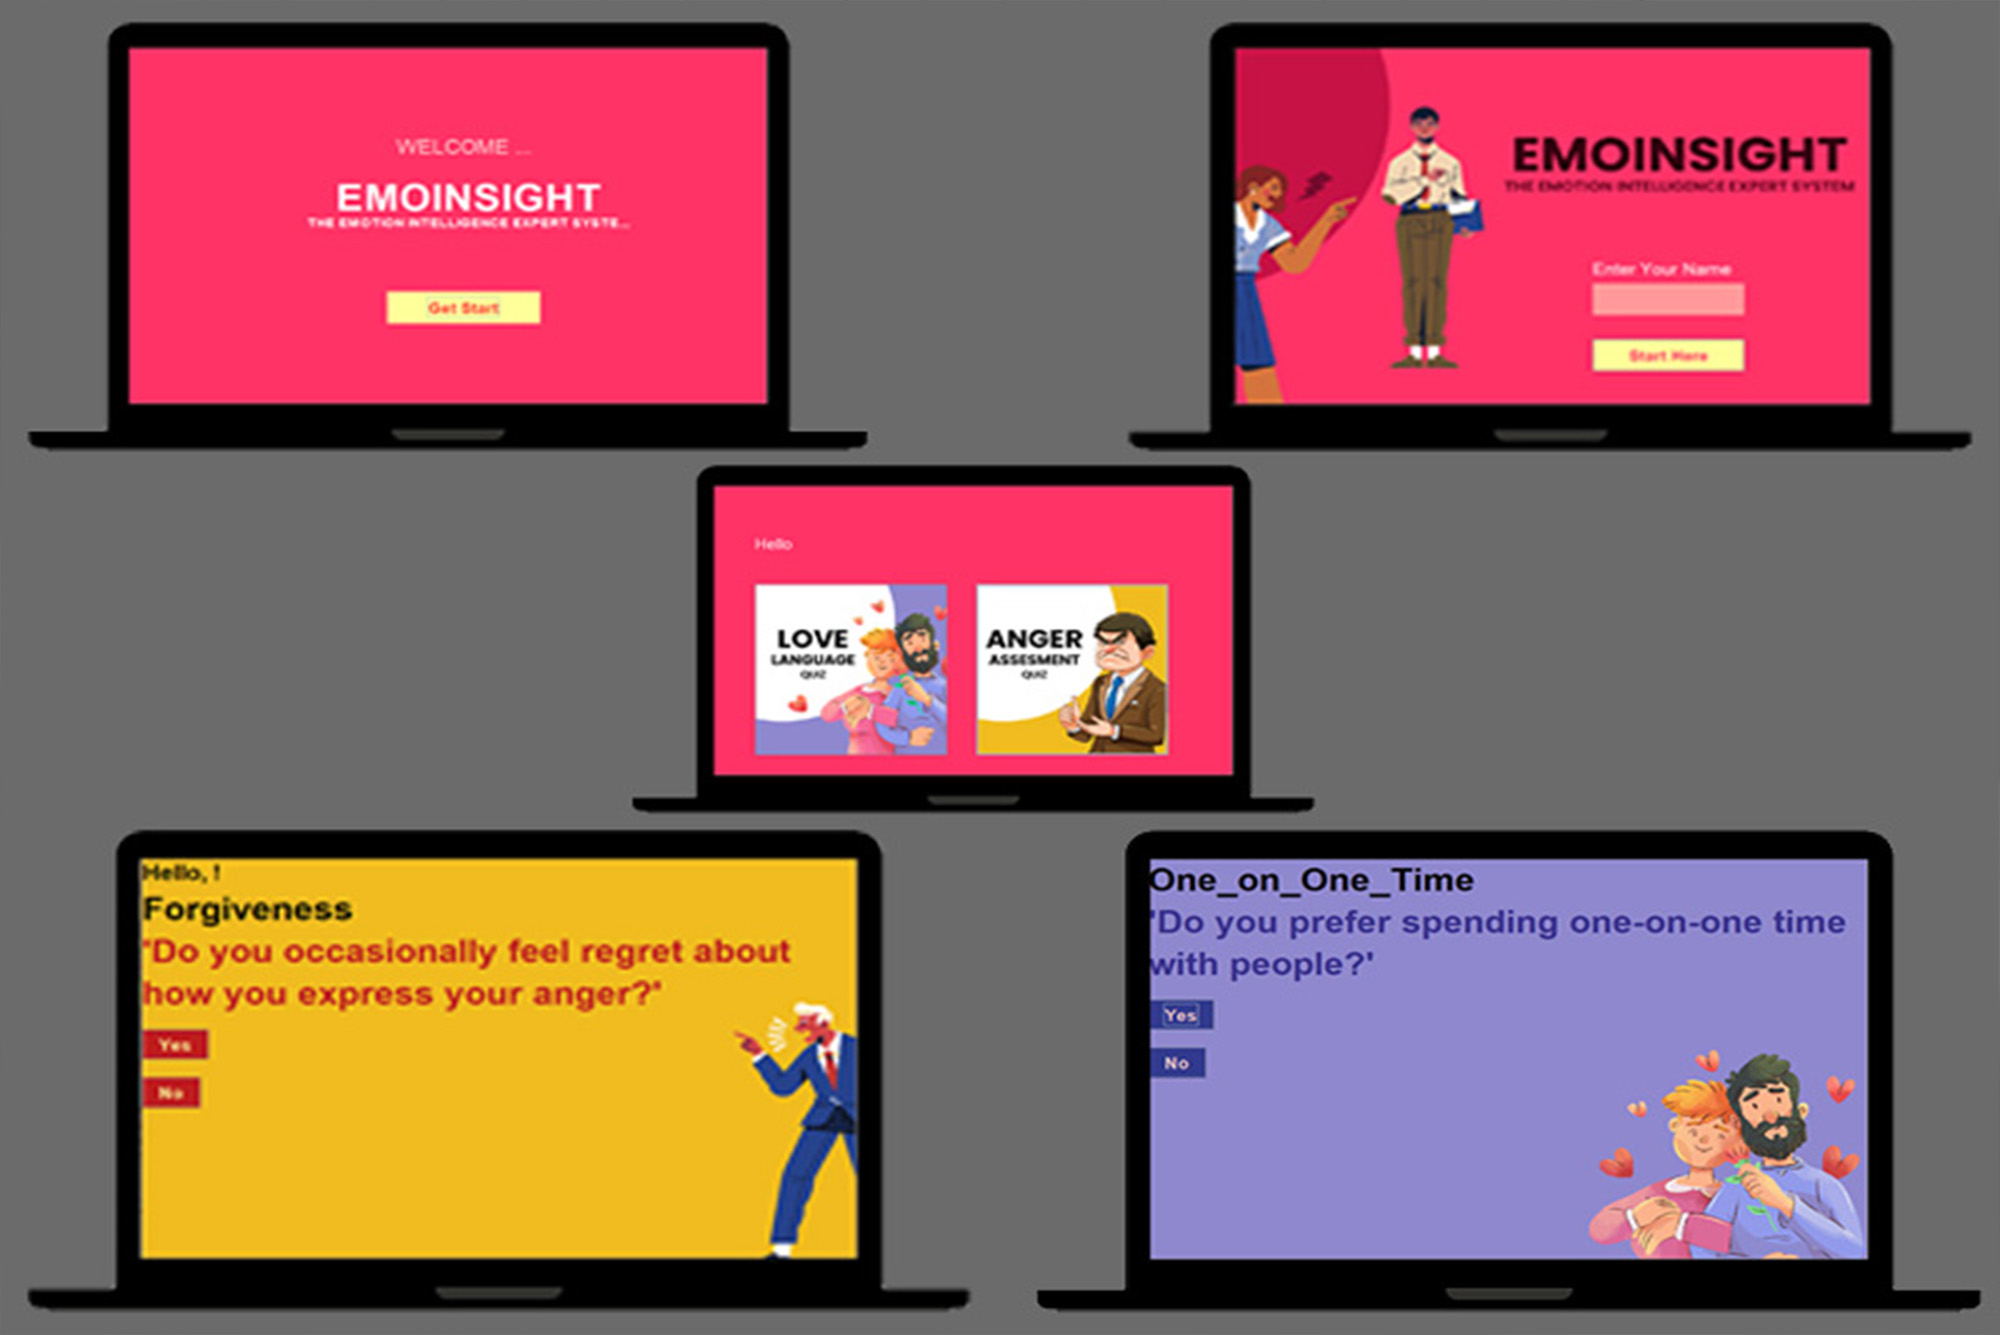 WELCOME ...
EMOINSIGHT
THE EMOTION INTELLIGENCE EXPERT SYSTE...
Get Start
EMOINSIGHT
THE EMOTION INTELLIGENCE EXPERT SYSTEM
Enter Your Name
Start Here
Hello
LOVE
LANGUAGE
QUIZ
ANGER
ASSESMENT
QUIZ
Hello, !
Forgiveness
'Do you occasionally feel regret about
how you express your anger?'
Yes
No
One_on_One_Time
'Do you prefer spending one-on-one time
with people?'
Yes
No